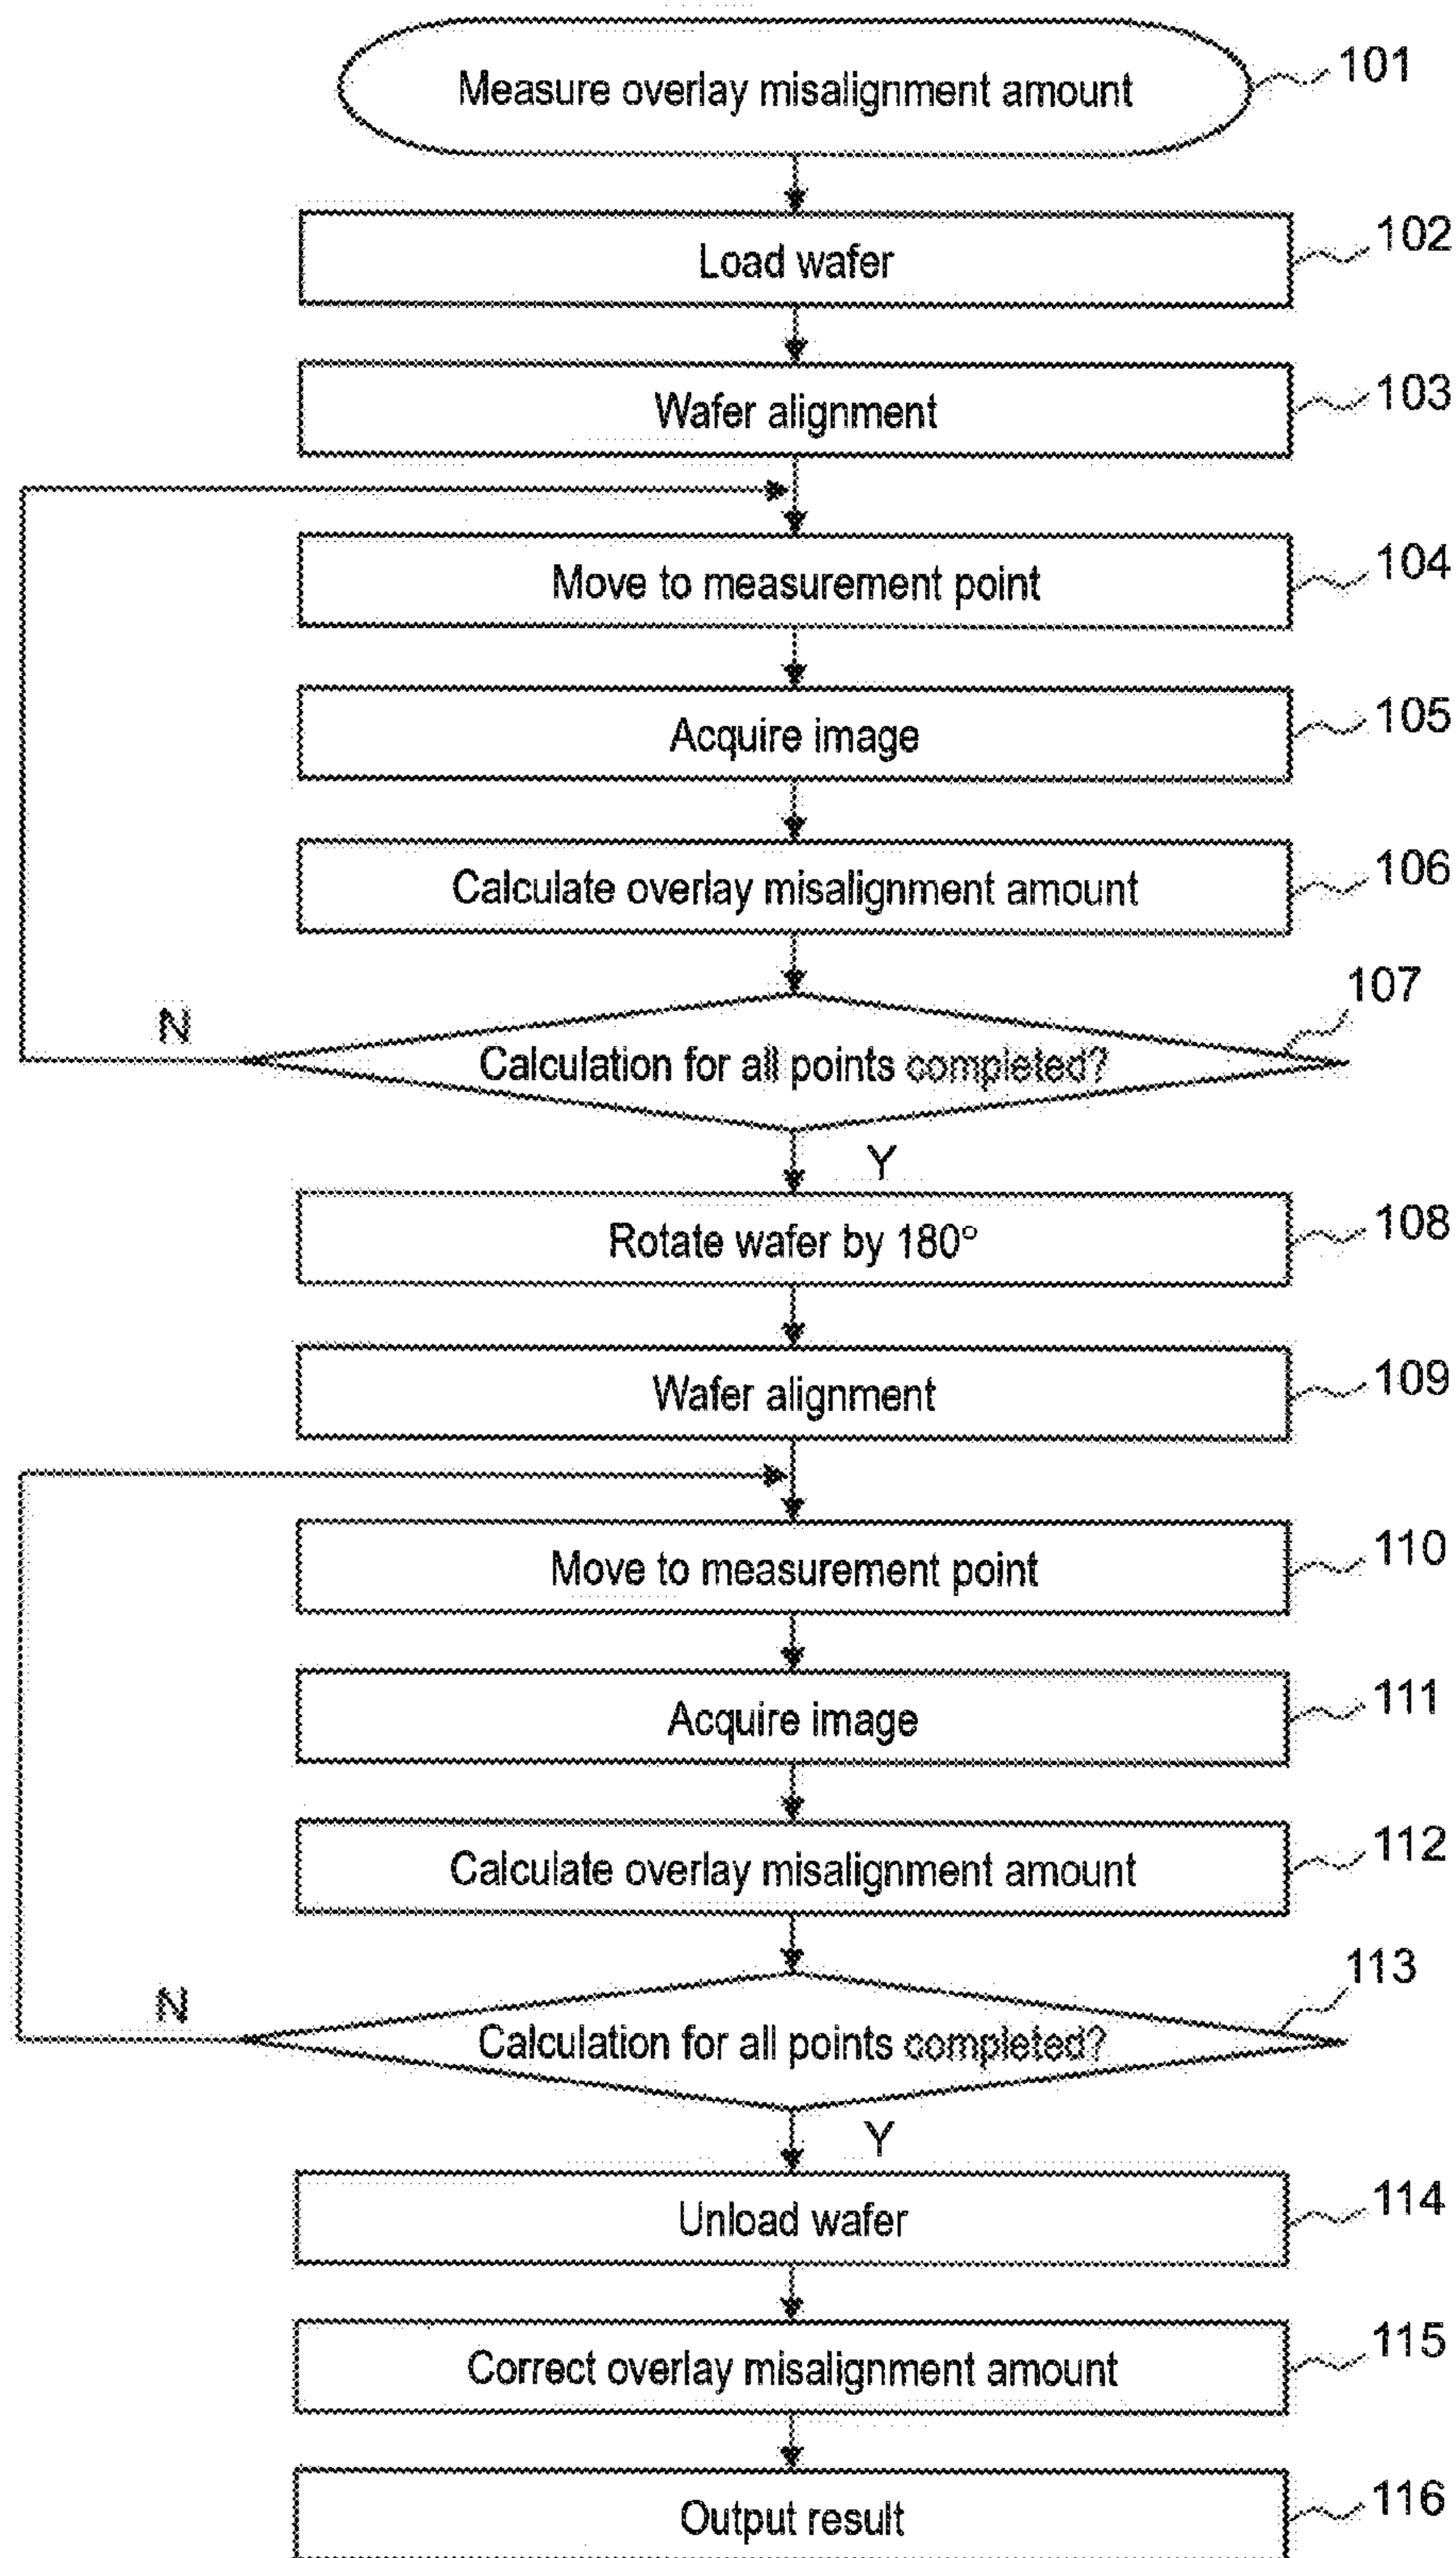 Measure overlay misalignment amount
101
Load wafer
102
Wafer alignment
103
Move to measurement point
104
Acquire image
105
Calculate overlay misalignment amount
106
Calculation for all points completed?
107
N
Y
Rotate wafer by 180°
108
Wafer alignment
109
Move to measurement point
110
Acquire image
111
Calculate overlay misalignment amount
112
Calculation for all points completed?
113
N
Y
Unload wafer
114
Correct overlay misalignment amount
115
Output result
116